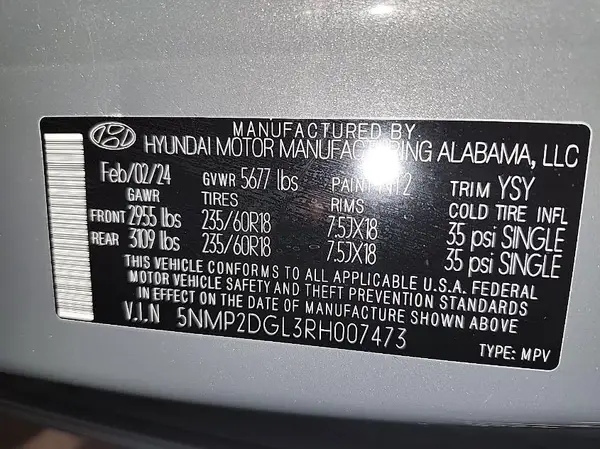 MANUFACTURED BY
HYUNDAI MOTOR MANUFACTURING ALABAMA, LLC
Feb/02/24 GVWR 5677 lbs PAINT NT2 TRIM YSY
GAWR TIRES RIMS COLD TIRE INFL
FRONT 2955 lbs 235/60R18 7.5JX18 35 psi SINGLE
REAR 3109 lbs 235/60R18 7.5JX18 35 psi SINGLE
THIS VEHICLE CONFORMS TO ALL APPLICABLE U.S.A. FEDERAL
MOTOR VEHICLE SAFETY AND THEFT PREVENTION STANDARDS
IN EFFECT ON THE DATE OF MANUFACTURE SHOWN ABOVE
V.I.N 5NMP2DGL3RH007473
TYPE: MPV